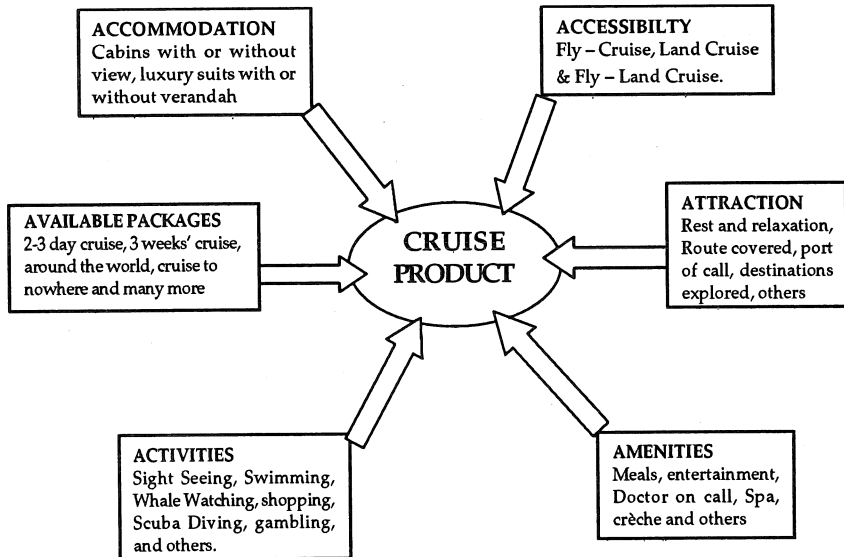 ACCOMMODATION
Cabins with or without
view, luxury suits with or
without verandah
ACCESSIBILTY
Fly – Cruise, Land Cruise
& Fly – Land Cruise.
AVAILABLE PACKAGES
2-3 day cruise, 3 weeks' cruise,
around the world, cruise to
nowhere and many more
CRUISE
PRODUCT
ATTRACTION
Rest and relaxation,
Route covered, port
of call, destinations
explored, others
ACTIVITIES
Sight Seeing, Swimming,
Whale Watching, shopping,
Scuba Diving, gambling,
and others.
AMENITIES
Meals, entertainment,
Doctor on call, Spa,
crèche and others